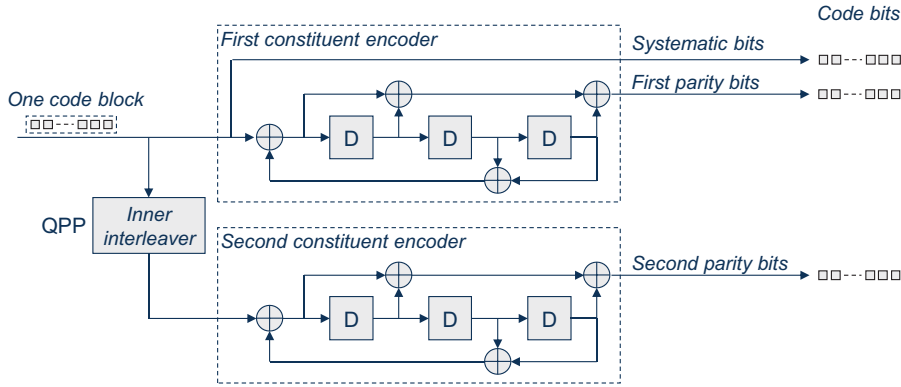 Code bits
First constituent encoder
Systematic bits
First parity bits
One code block
D D D
QPP
Inner
interleaver
Second constituent encoder
Second parity bits
D D D